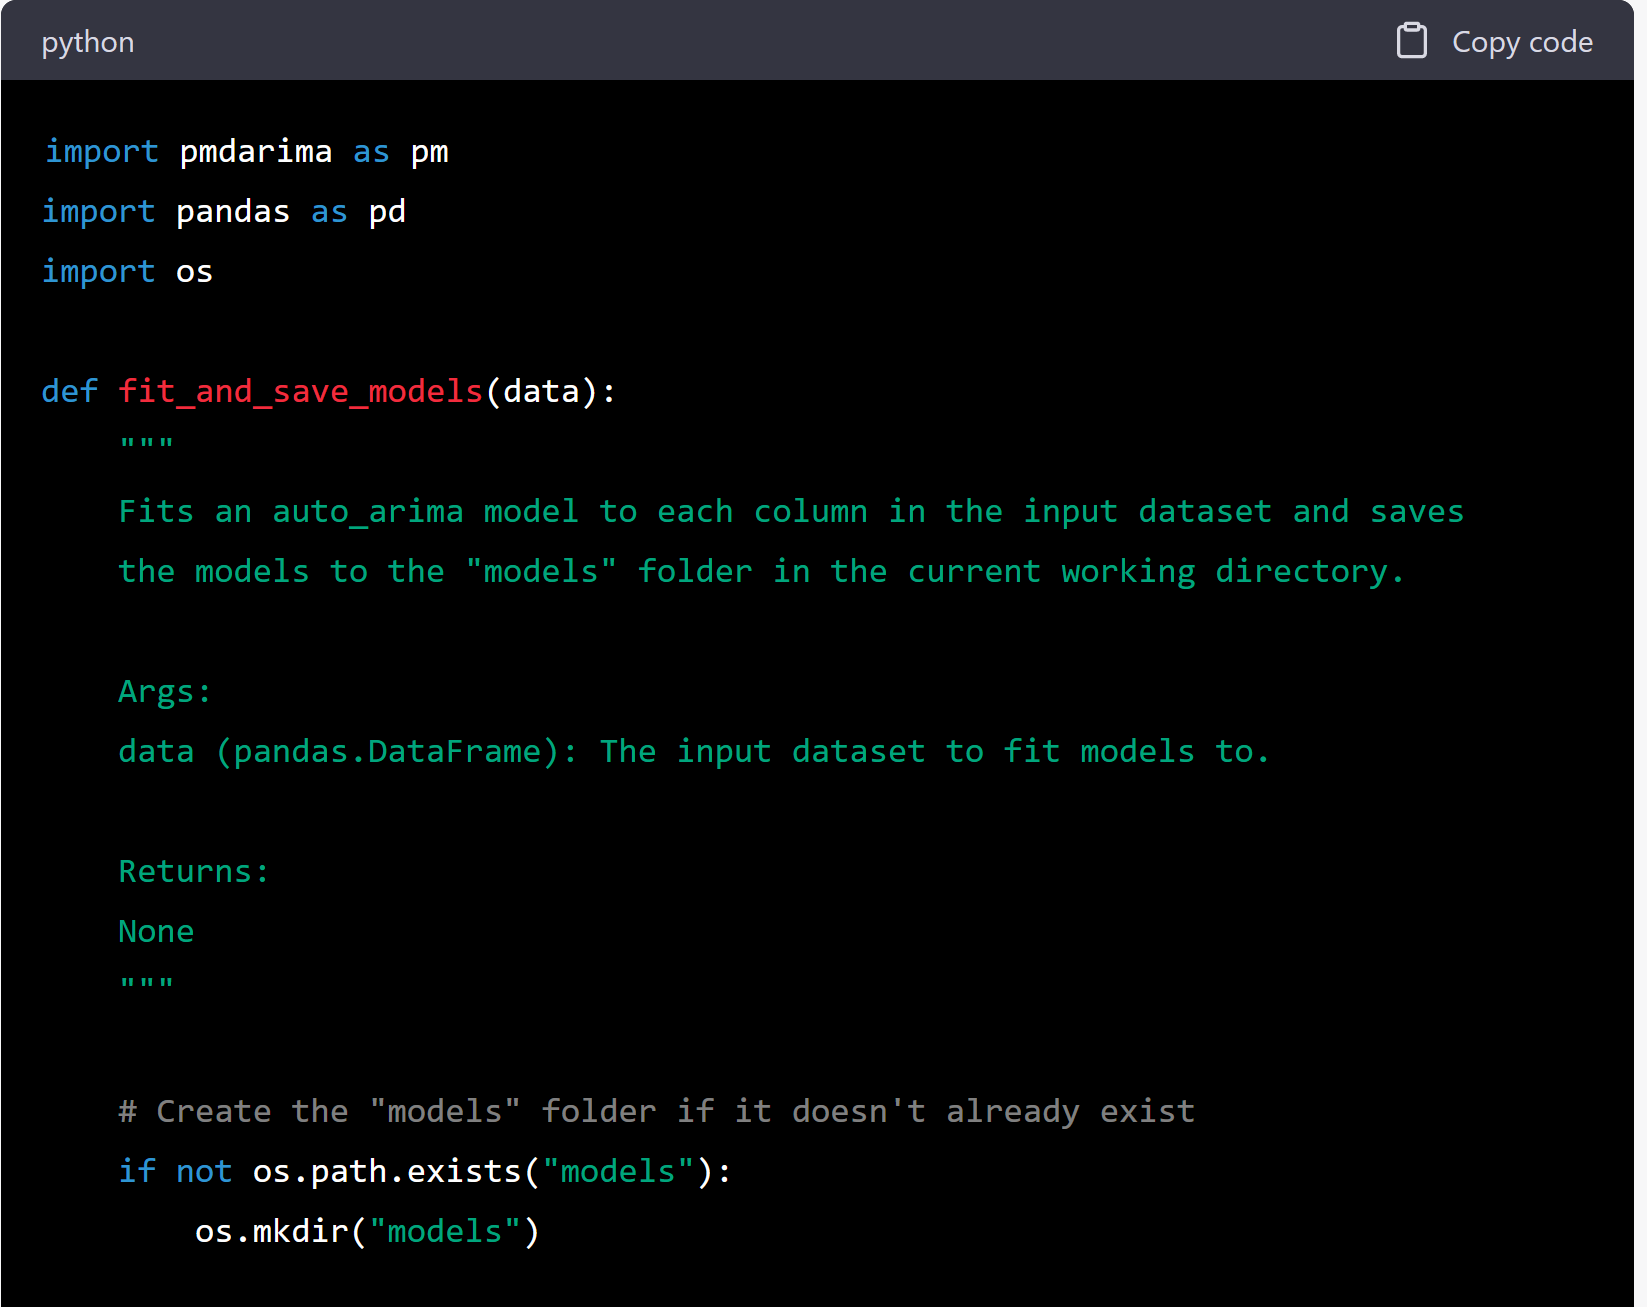 python
Copy code
import pmdarima as pm
import pandas as pd
import os
def fit_and_save_models(data):
    """
    Fits an auto_arima model to each column in the input dataset and saves
    the models to the "models" folder in the current working directory.
    Args:
    data (pandas.DataFrame): The input dataset to fit models to.
    Returns:
    None
    """
    # Create the "models" folder if it doesn't already exist
    if not os.path.exists("models"):
        os.mkdir("models")